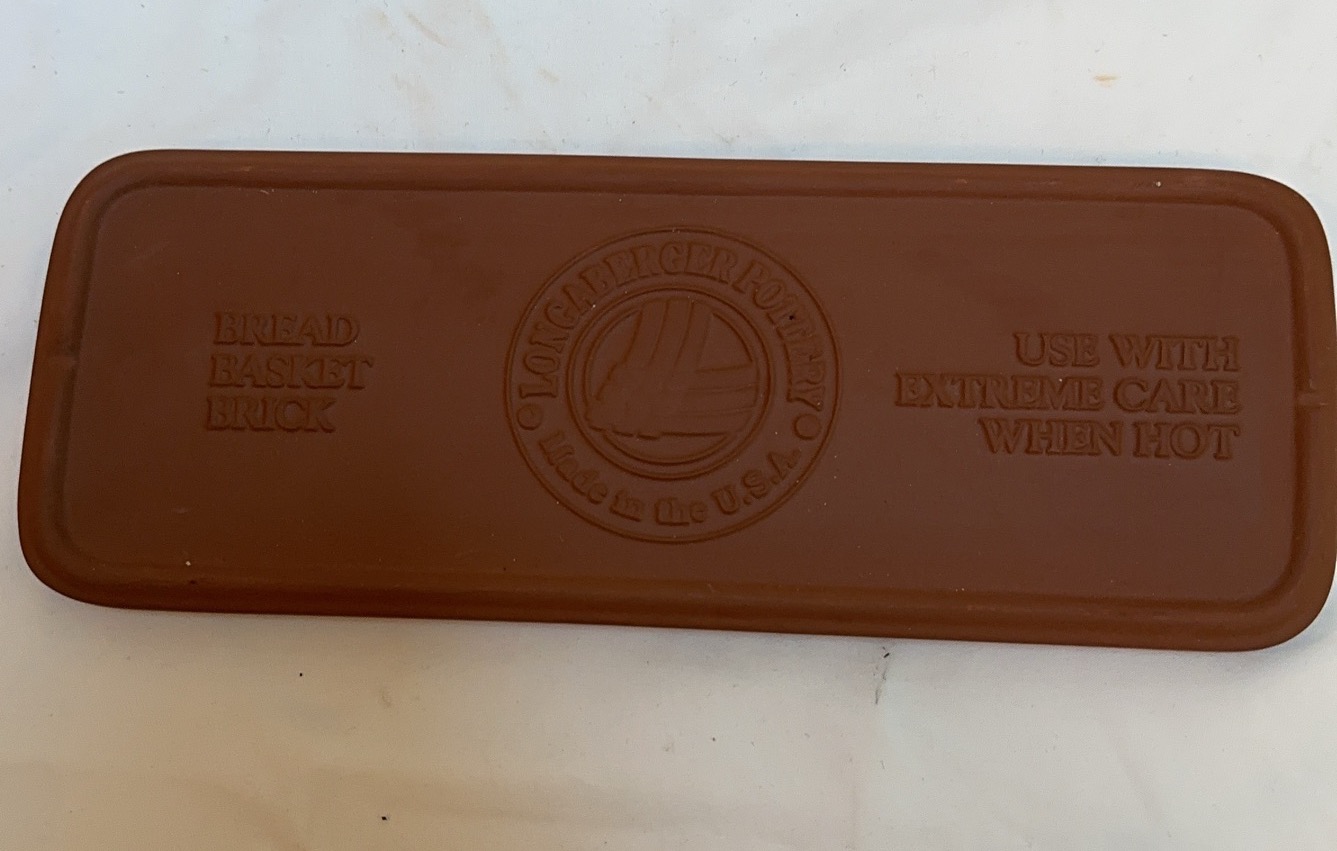 BREAD
BASKET
BRICK
LONGABERGER POTTERY
Made in the U.S.A.
USE WITH
EXTREME CARE
WHEN HOT